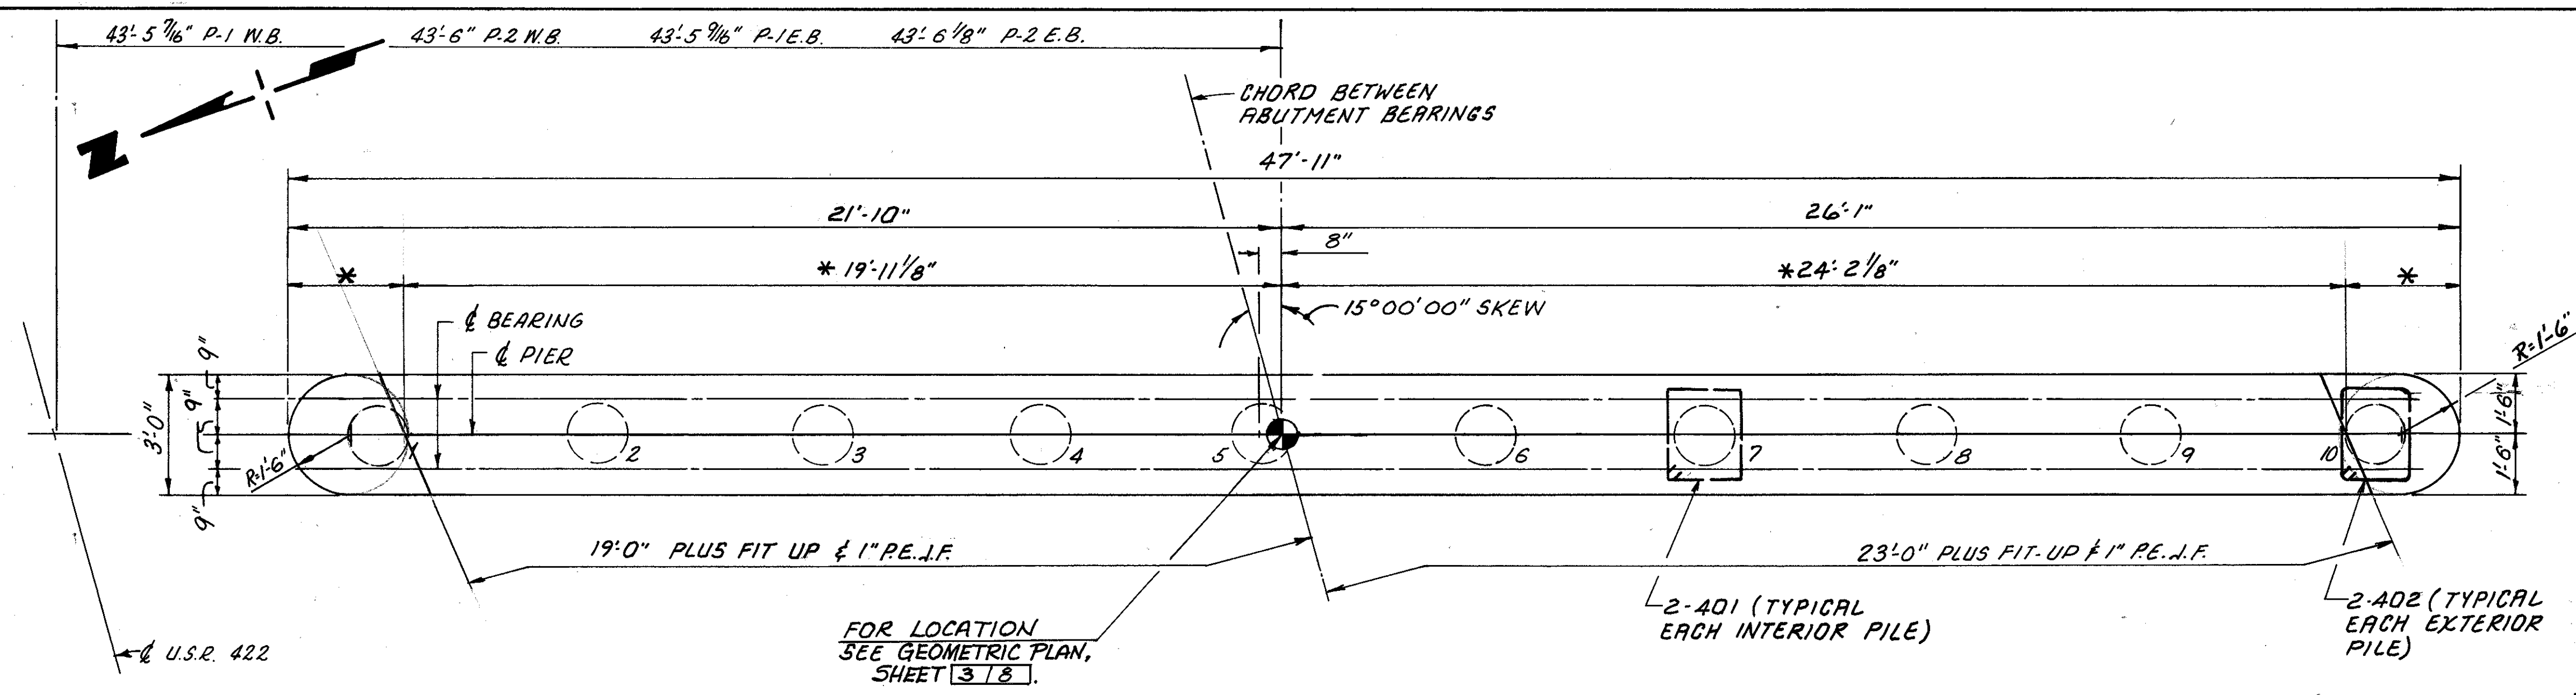 43'-5 7/16" P-1 W.B. 43'-6" P-2 W.B. 43'-5 9/16" P-1 E.B. 43'-6 1/8" P-2 E.B.
N
CHORD BETWEEN
ABUTMENT BEARINGS
47'-11"
21'-10" 26'-1"
8"
* * 19'-11 1/8" *24'-2 1/8" *
15°00'00" SKEW
℄ BEARING
℄ PIER
R=1'-6"
9"
9"
3'-0"
9"
R=1'-6"
1'-6"
1'-6"
1 2 3 4 5 6 7 8 9 10
19'-0" PLUS FIT UP & 1" P.E.J.F.
23'-0" PLUS FIT-UP & 1" P.E.J.F.
FOR LOCATION
SEE GEOMETRIC PLAN,
SHEET 3/8.
2-401 (TYPICAL
EACH INTERIOR PILE)
2-402 (TYPICAL
EACH EXTERIOR
PILE)
℄ U.S.R. 422